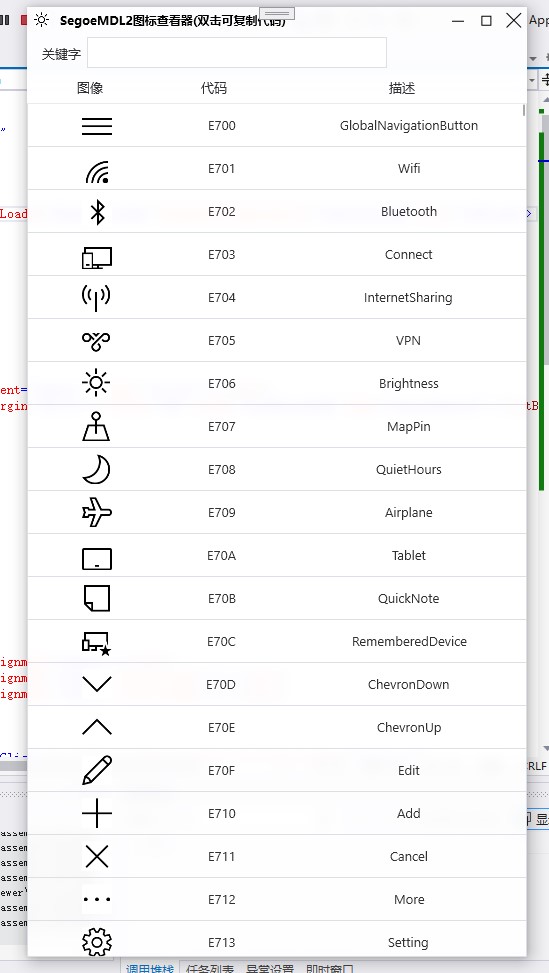 SegoeMDL2图标查看器(双击可复制代码)
App
关键字
图像 代码 描述
E700 GlobalNavigationButton
E701 Wifi
Load
E702 Bluetooth
E703 Connect
E704 InternetSharing
E705 VPN
ent=
E706 Brightness
rgin
tB
E707 MapPin
E708 QuietHours
E709 Airplane
E70A Tablet
E70B QuickNote
E70C RememberedDevice
ignm
ignm
E70D ChevronDown
ignm
E70E ChevronUp
Cli
E70F Edit
CRLF
E710 Add
显
assem
assem
E711 Cancel
assem
assem
ewer\
E712 More
assem
assem
E713 Setting
调用堆栈 任务列表 异常设置 即时窗口